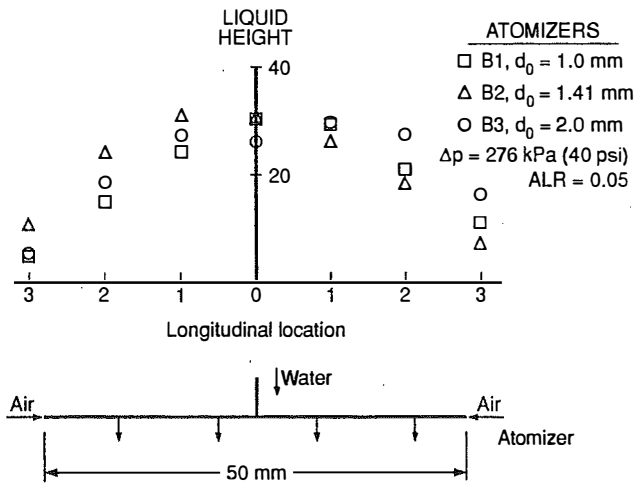 LIQUID
HEIGHT
40
20
ATOMIZERS
B1, d₀ = 1.0 mm
B2, d₀ = 1.41 mm
B3, d₀ = 2.0 mm
Δp = 276 kPa (40 psi)
ALR = 0.05
3 2 1 0 1 2 3
Longitudinal location
Water
Air
Air
Atomizer
50 mm